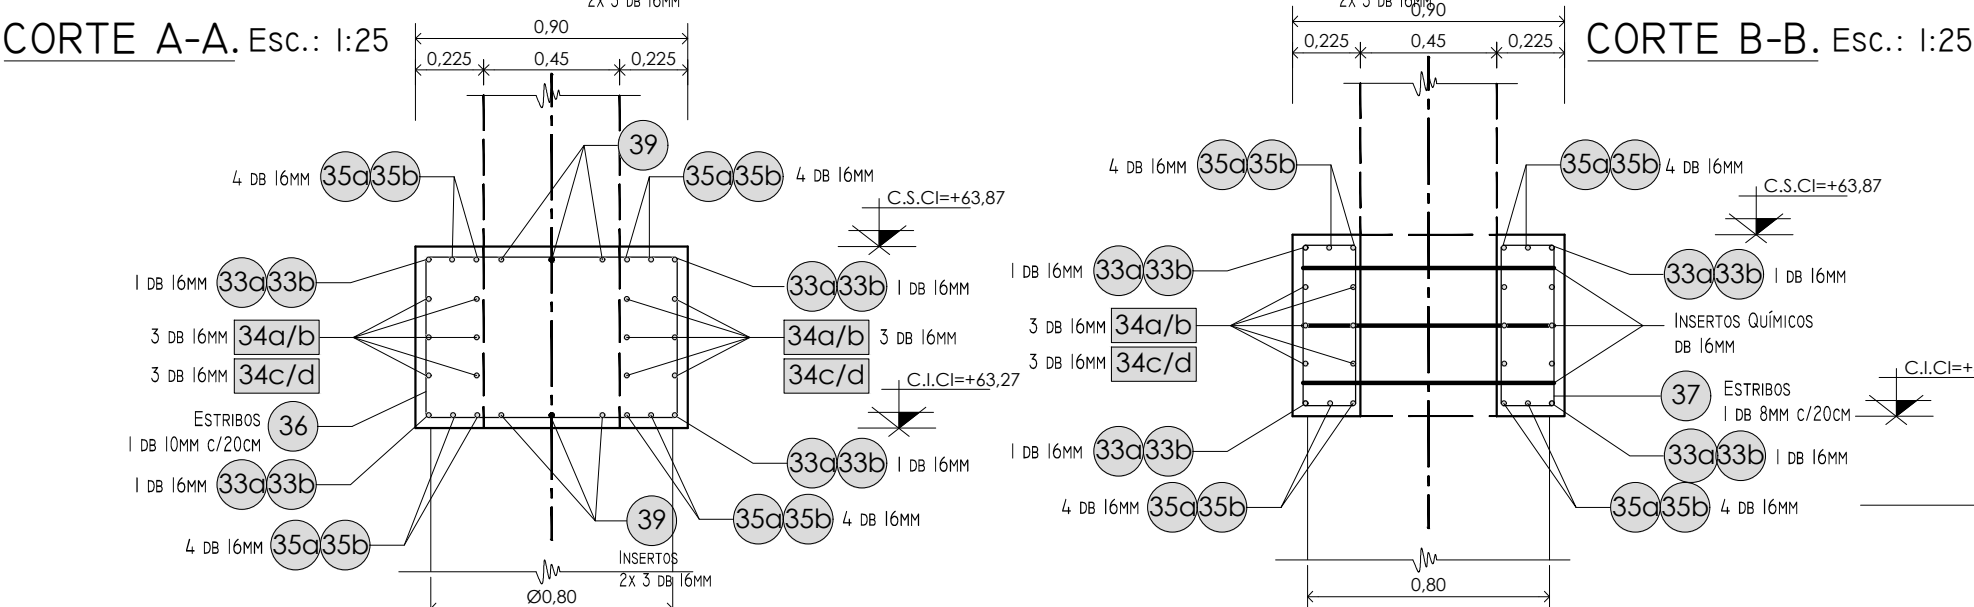 2X 3 DB 16MM
CORTE A-A. Esc.: 1:25
0,90
0,225 0,45 0,225
39
4 DB 16MM 35a 35b
35a 35b 4 DB 16MM
C.S.CI=+63,87
1 DB 16MM 33a 33b
33a 33b 1 DB 16MM
3 DB 16MM 34a/b
34a/b 3 DB 16MM
3 DB 16MM 34c/d
34c/d
C.I.CI=+63,27
ESTRIBOS 36
1 DB 10MM C/20CM
33a 33b 1 DB 16MM
1 DB 16MM 33a 33b
39
35a 35b 4 DB 16MM
4 DB 16MM 35a 35b
INSERTOS
2X 3 DB 16MM
Ø0,80
2X 3 DB 16MM
0,90
CORTE B-B. Esc.: 1:25
0,225 0,45 0,225
4 DB 16MM 35a 35b
35a 35b 4 DB 16MM
C.S.CI=+63,87
1 DB 16MM 33a 33b
33a 33b 1 DB 16MM
3 DB 16MM 34a/b
INSERTOS QUÍMICOS
DB 16MM
3 DB 16MM 34c/d
C.I.CI=+
37 ESTRIBOS
1 DB 8MM C/20CM
1 DB 16MM 33a 33b
33a 33b 1 DB 16MM
4 DB 16MM 35a 35b
35a 35b 4 DB 16MM
0,80